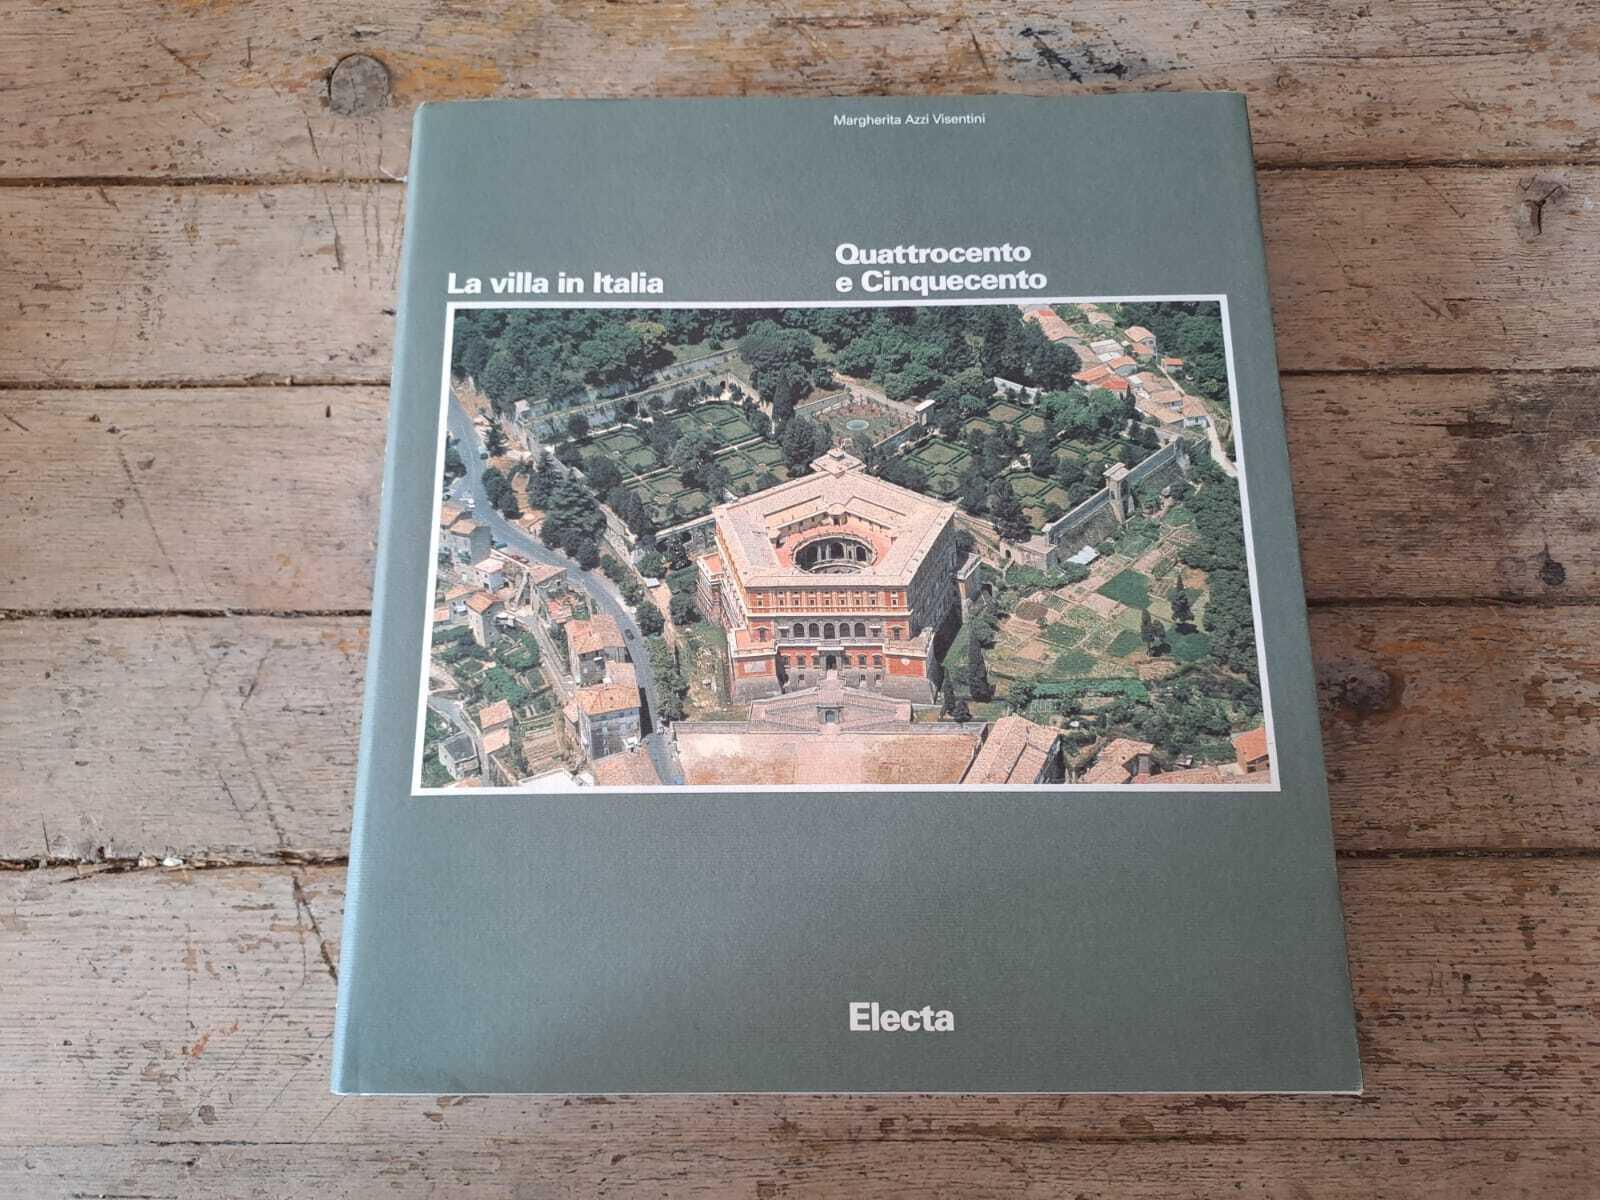 Margherita Azzi Visentini
La villa in Italia
Quattrocento
e Cinquecento
Electa